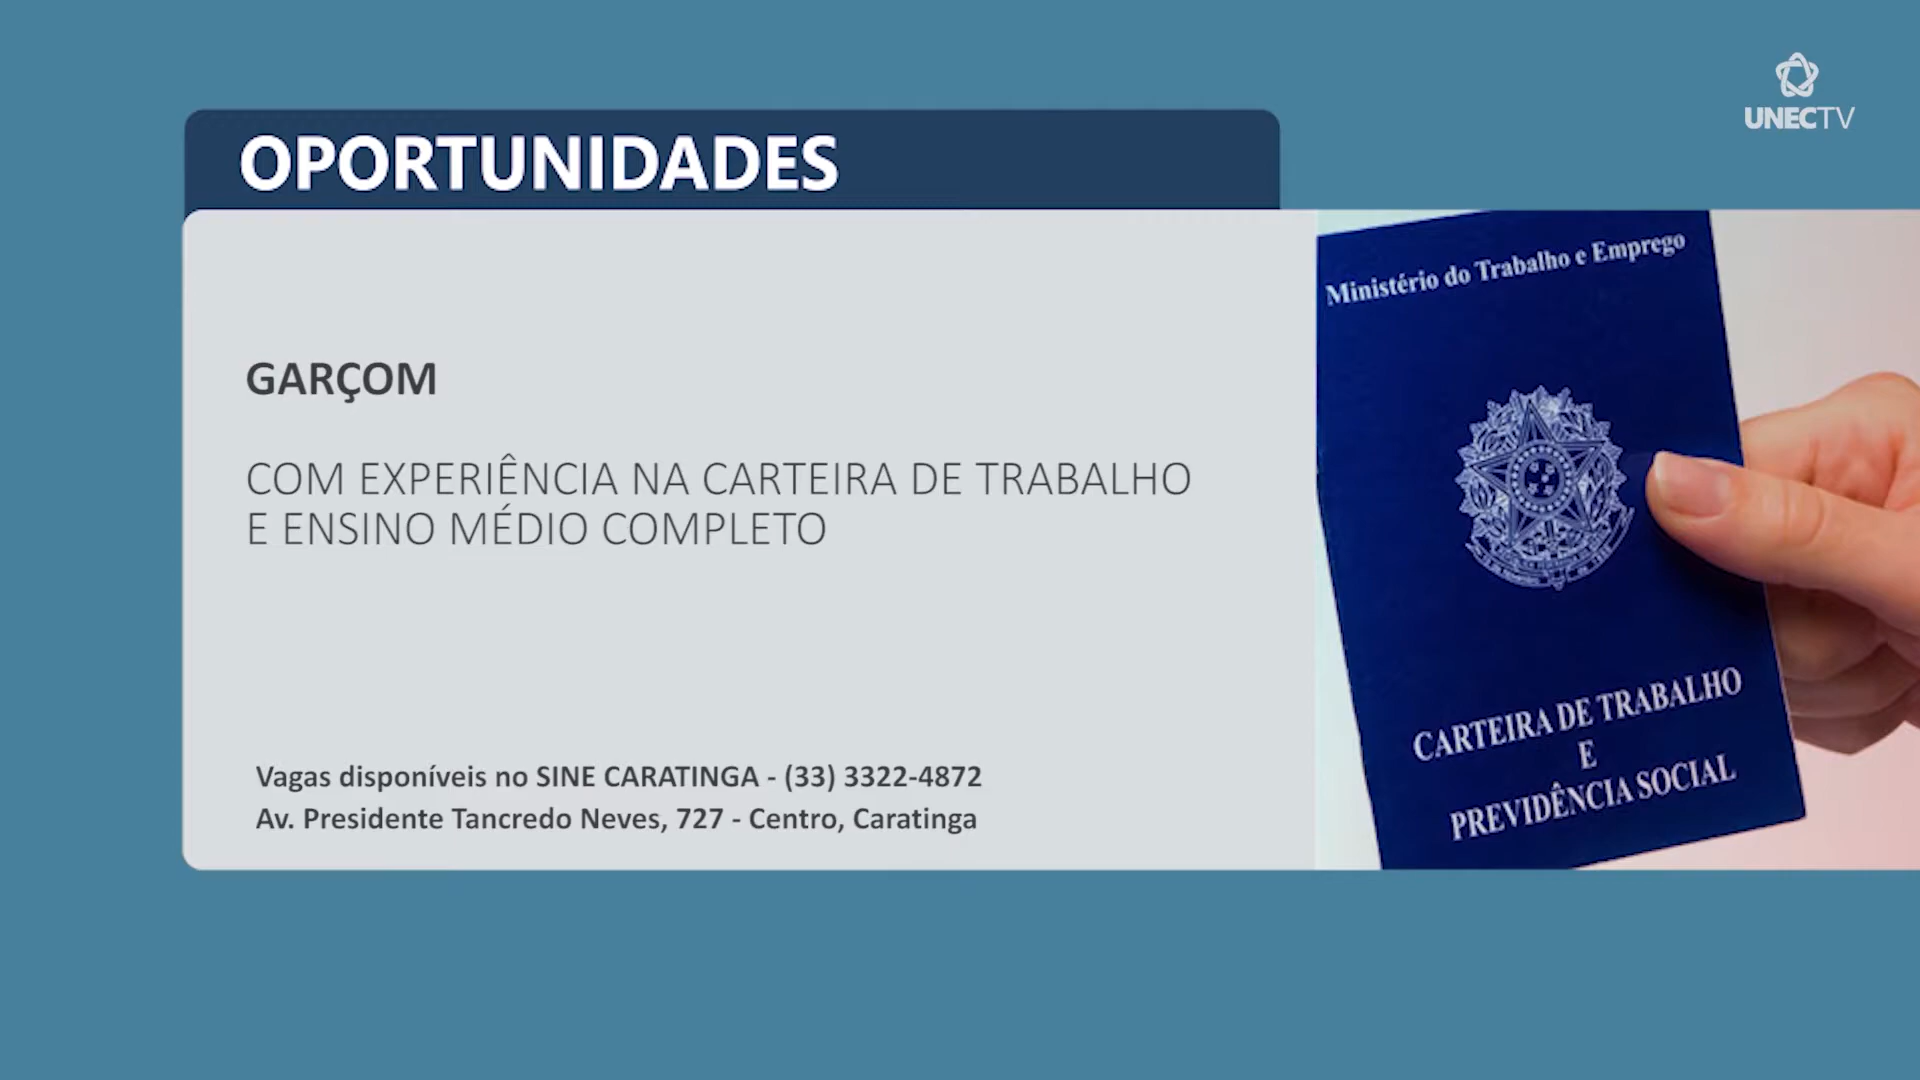 UNECTV
OPORTUNIDADES
GARÇOM
COM EXPERIÊNCIA NA CARTEIRA DE TRABALHO
E ENSINO MÉDIO COMPLETO
Vagas disponíveis no SINE CARATINGA - (33) 3322-4872
Av. Presidente Tancredo Neves, 727 - Centro, Caratinga
Ministério do Trabalho e Emprego
CARTEIRA DE TRABALHO
E
PREVIDÊNCIA SOCIAL